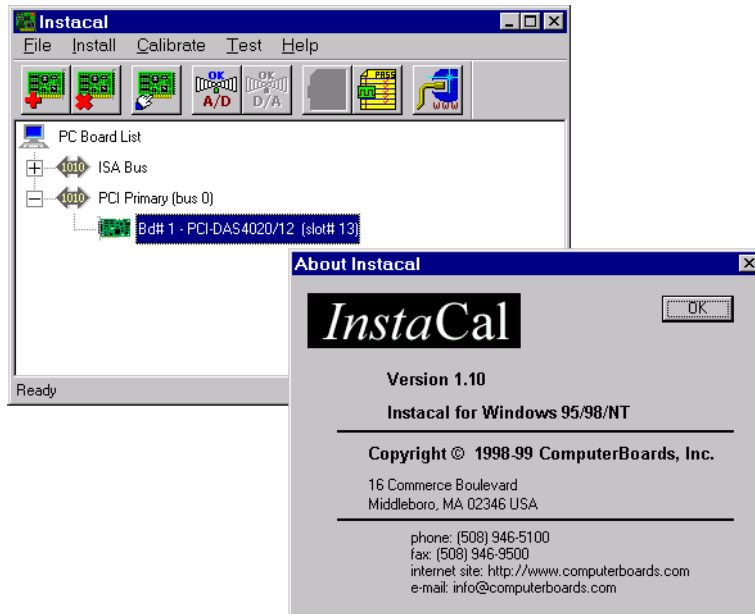 Instacal
File Install Calibrate Test Help
OK
A/D
OK
D/A
PASS
WWW
PC Board List
1010 ISA Bus
1010 PCI Primary (bus 0)
Bd# 1 - PCI-DAS4020/12 (slot# 13)
Ready
About Instacal
InstaCal
OK
Version 1.10
Instacal for Windows 95/98/NT
Copyright © 1998-99 ComputerBoards, Inc.
16 Commerce Boulevard
Middleboro, MA 02346 USA
phone: (508) 946-5100
fax: (508) 946-9500
internet site: http://www.computerboards.com
e-mail: info@computerboards.com